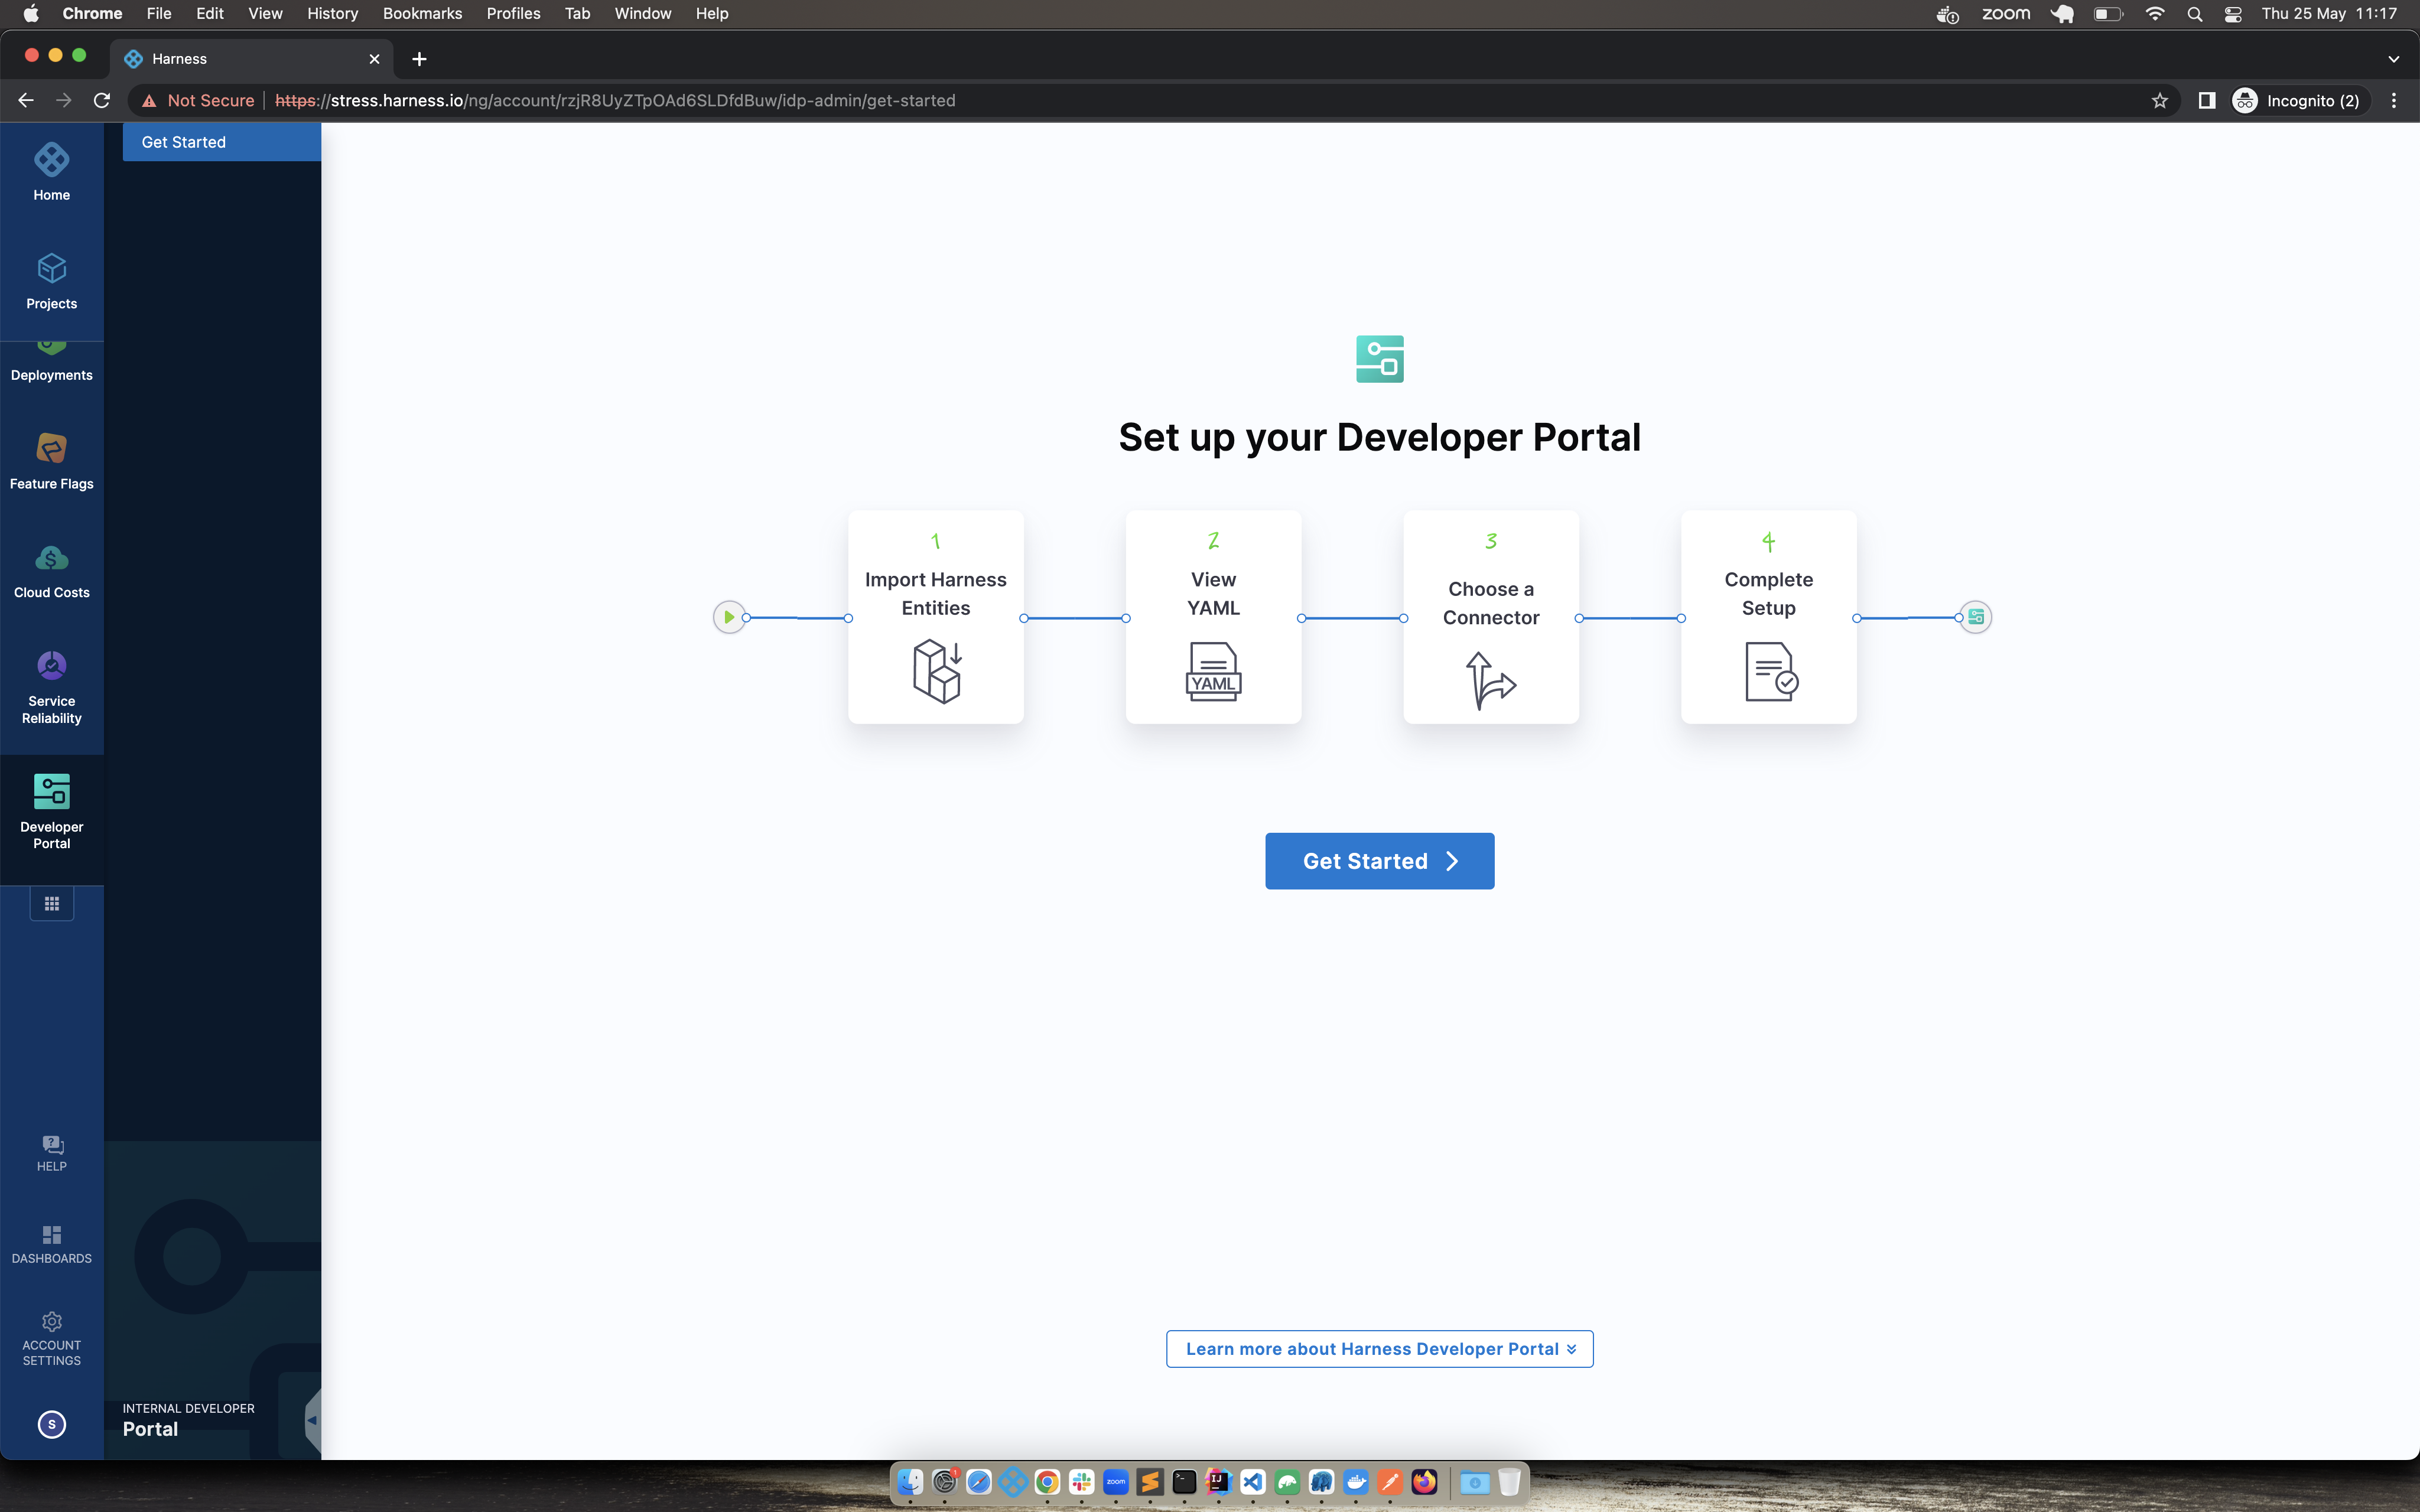 Chrome File Edit View History Bookmarks Profiles Tab Window Help
zoom Thu 25 May 11:17
Harness
Not Secure https://stress.harness.io/ng/account/rzjR8UyZTpOAd6SLDfdBuw/idp-admin/get-started
Incognito (2)
Home
Projects
Deployments
Feature Flags
Cloud Costs
Service
Reliability
Developer
Portal
HELP
DASHBOARDS
ACCOUNT
SETTINGS
S
Get Started
INTERNAL DEVELOPER
Portal
Set up your Developer Portal
1
Import Harness
Entities
2
View
YAML
YAML
3
Choose a
Connector
4
Complete
Setup
Get Started
Learn more about Harness Developer Portal
1
zoom
IJ